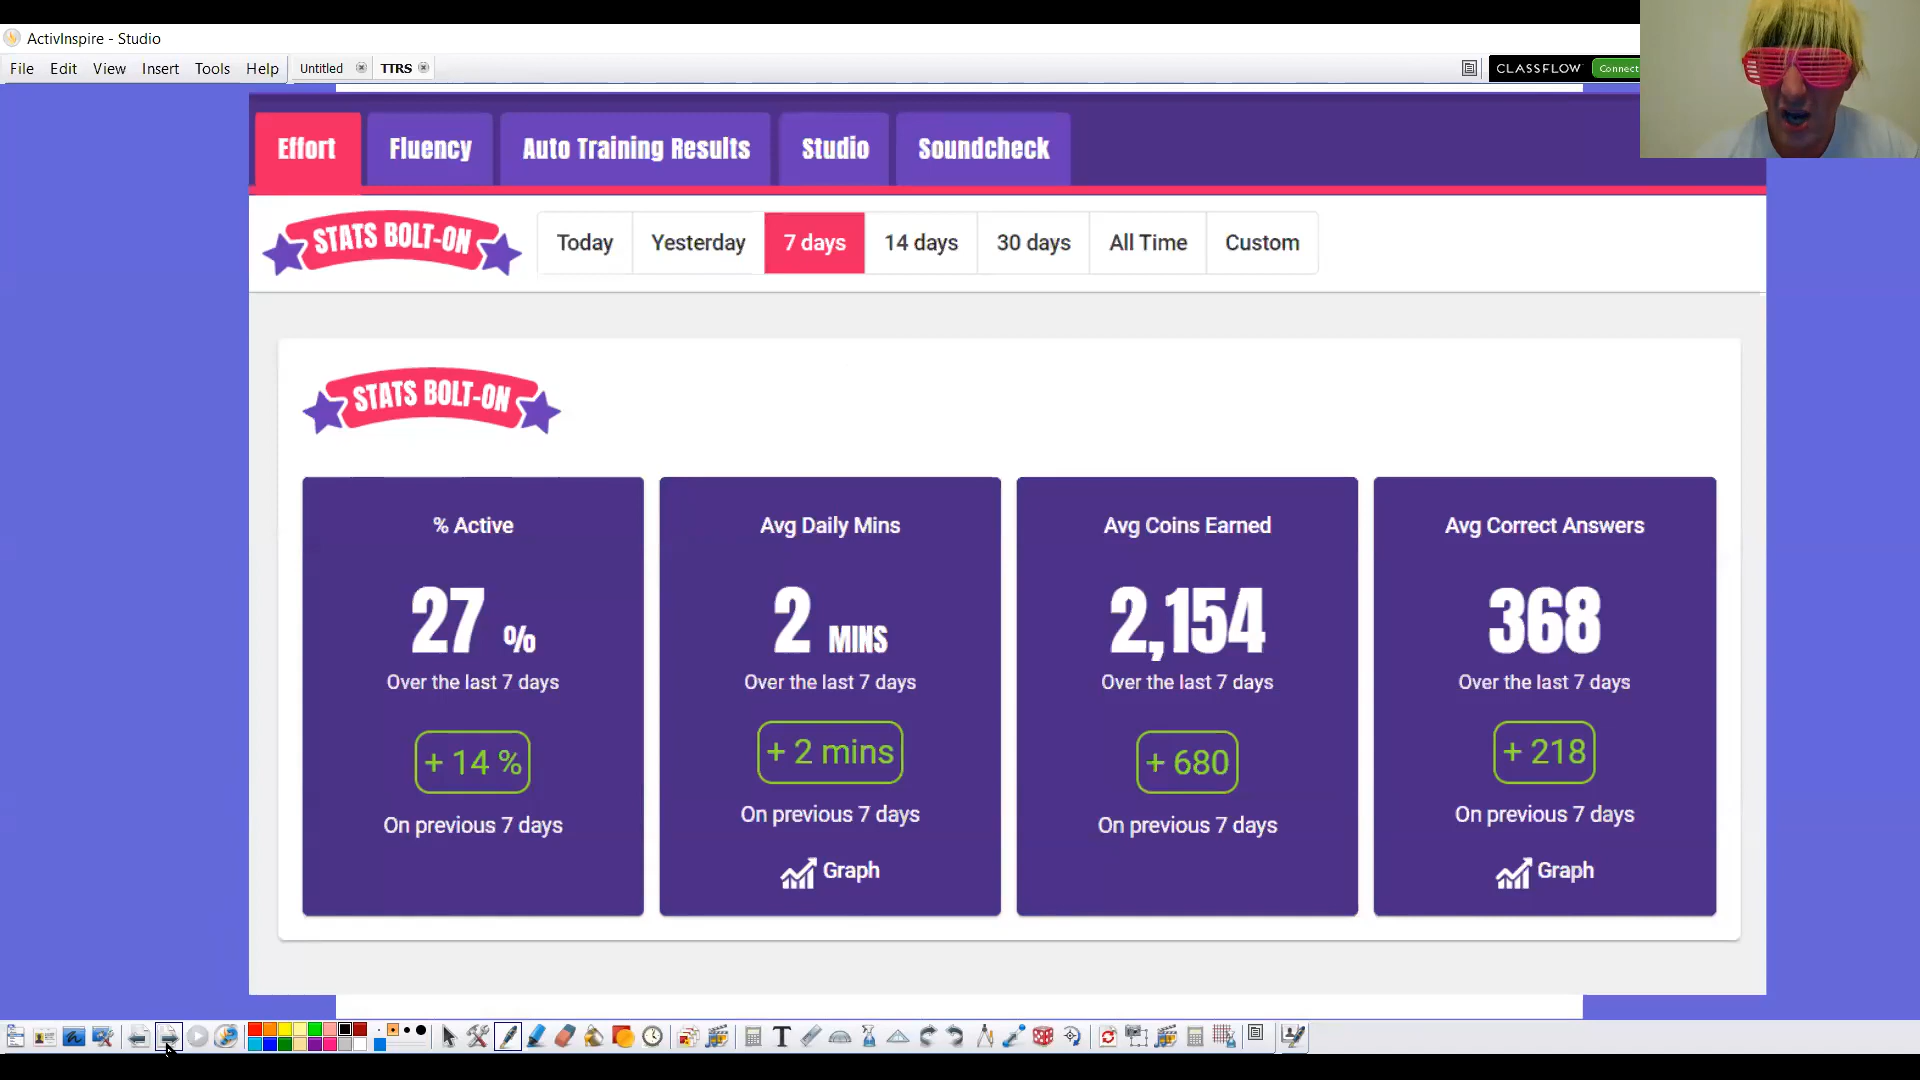 ActivInspire - Studio
File Edit View Insert Tools Help Untitled TTRS
CLASSFLOW Connect
Effort Fluency Auto Training Results Studio Soundcheck
STATS BOLT-ON Today Yesterday 7 days 14 days 30 days All Time Custom
STATS BOLT-ON
% Active
27 %
Over the last 7 days
+ 14 %
On previous 7 days
Avg Daily Mins
2 MINS
Over the last 7 days
+ 2 mins
On previous 7 days
Graph
Avg Coins Earned
2,154
Over the last 7 days
+ 680
On previous 7 days
Avg Correct Answers
368
Over the last 7 days
+ 218
On previous 7 days
Graph